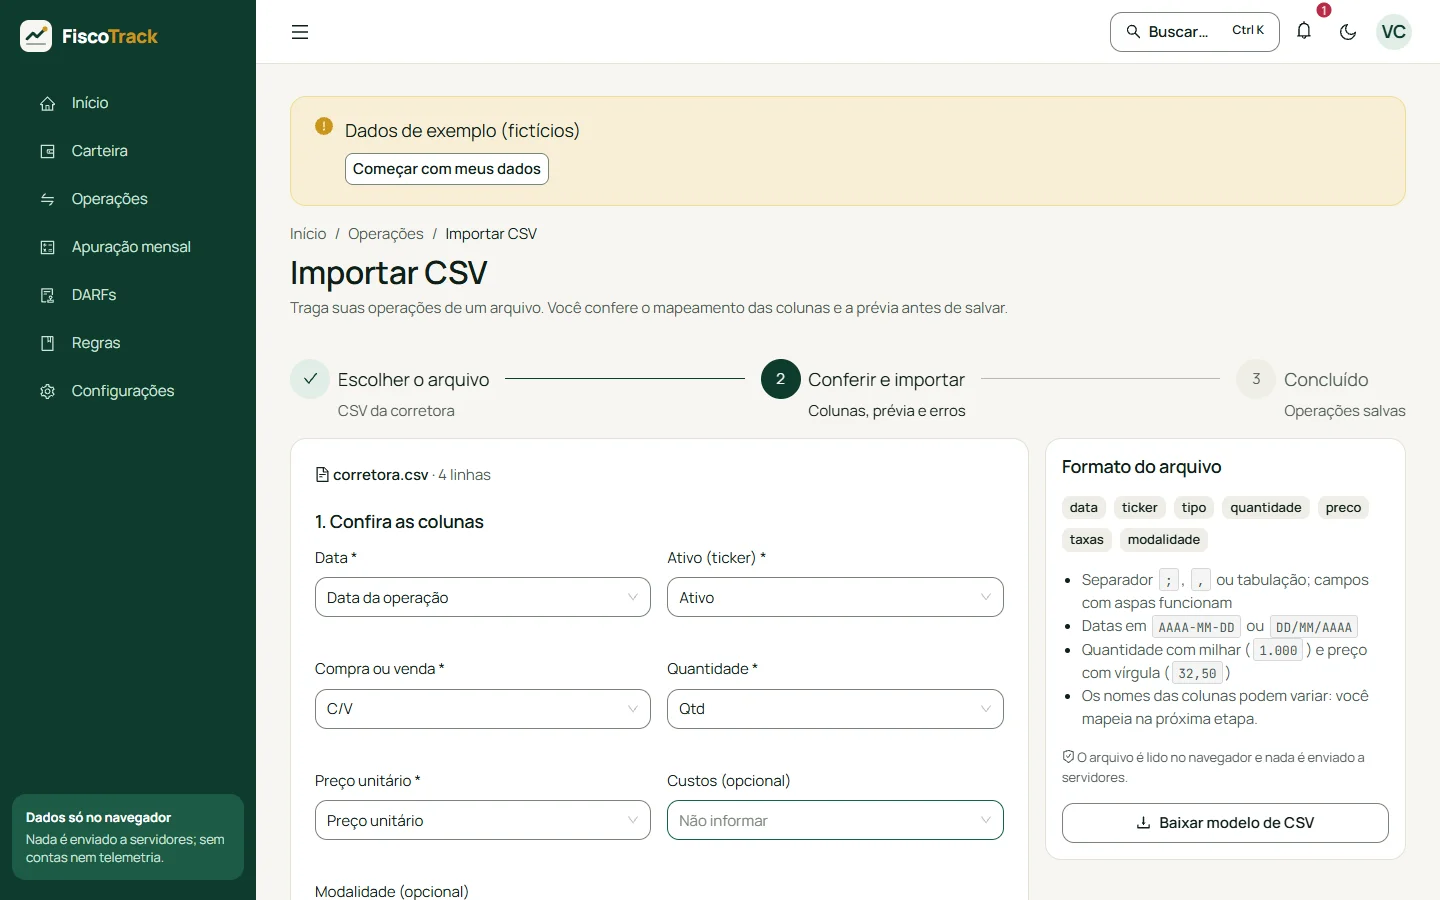 FiscoTrack
Início
Carteira
Operações
Apuração mensal
DARFs
Regras
Configurações
Dados só no navegador
Nada é enviado a servidores; sem
contas nem telemetria.
Buscar...
Ctrl K
1
VC
Dados de exemplo (fictícios)
Começar com meus dados
Início / Operações / Importar CSV
Importar CSV
Traga suas operações de um arquivo. Você confere o mapeamento das colunas e a prévia antes de salvar.
Escolher o arquivo
CSV da corretora
2
Conferir e importar
Colunas, prévia e erros
3
Concluído
Operações salvas
corretora.csv · 4 linhas
1. Confira as colunas
Data *
Data da operação
Ativo (ticker) *
Ativo
Compra ou venda *
C/V
Quantidade *
Qtd
Preço unitário *
Preço unitário
Custos (opcional)
Não informar
Modalidade (opcional)
Formato do arquivo
data ticker tipo quantidade preco
taxas modalidade
Separador ; , , ou tabulação; campos
com aspas funcionam
Datas em AAAA-MM-DD ou DD/MM/AAAA
Quantidade com milhar ( 1.000 ) e preço
com vírgula ( 32,50 )
Os nomes das colunas podem variar: você
mapeia na próxima etapa.
O arquivo é lido no navegador e nada é enviado a
servidores.
Baixar modelo de CSV